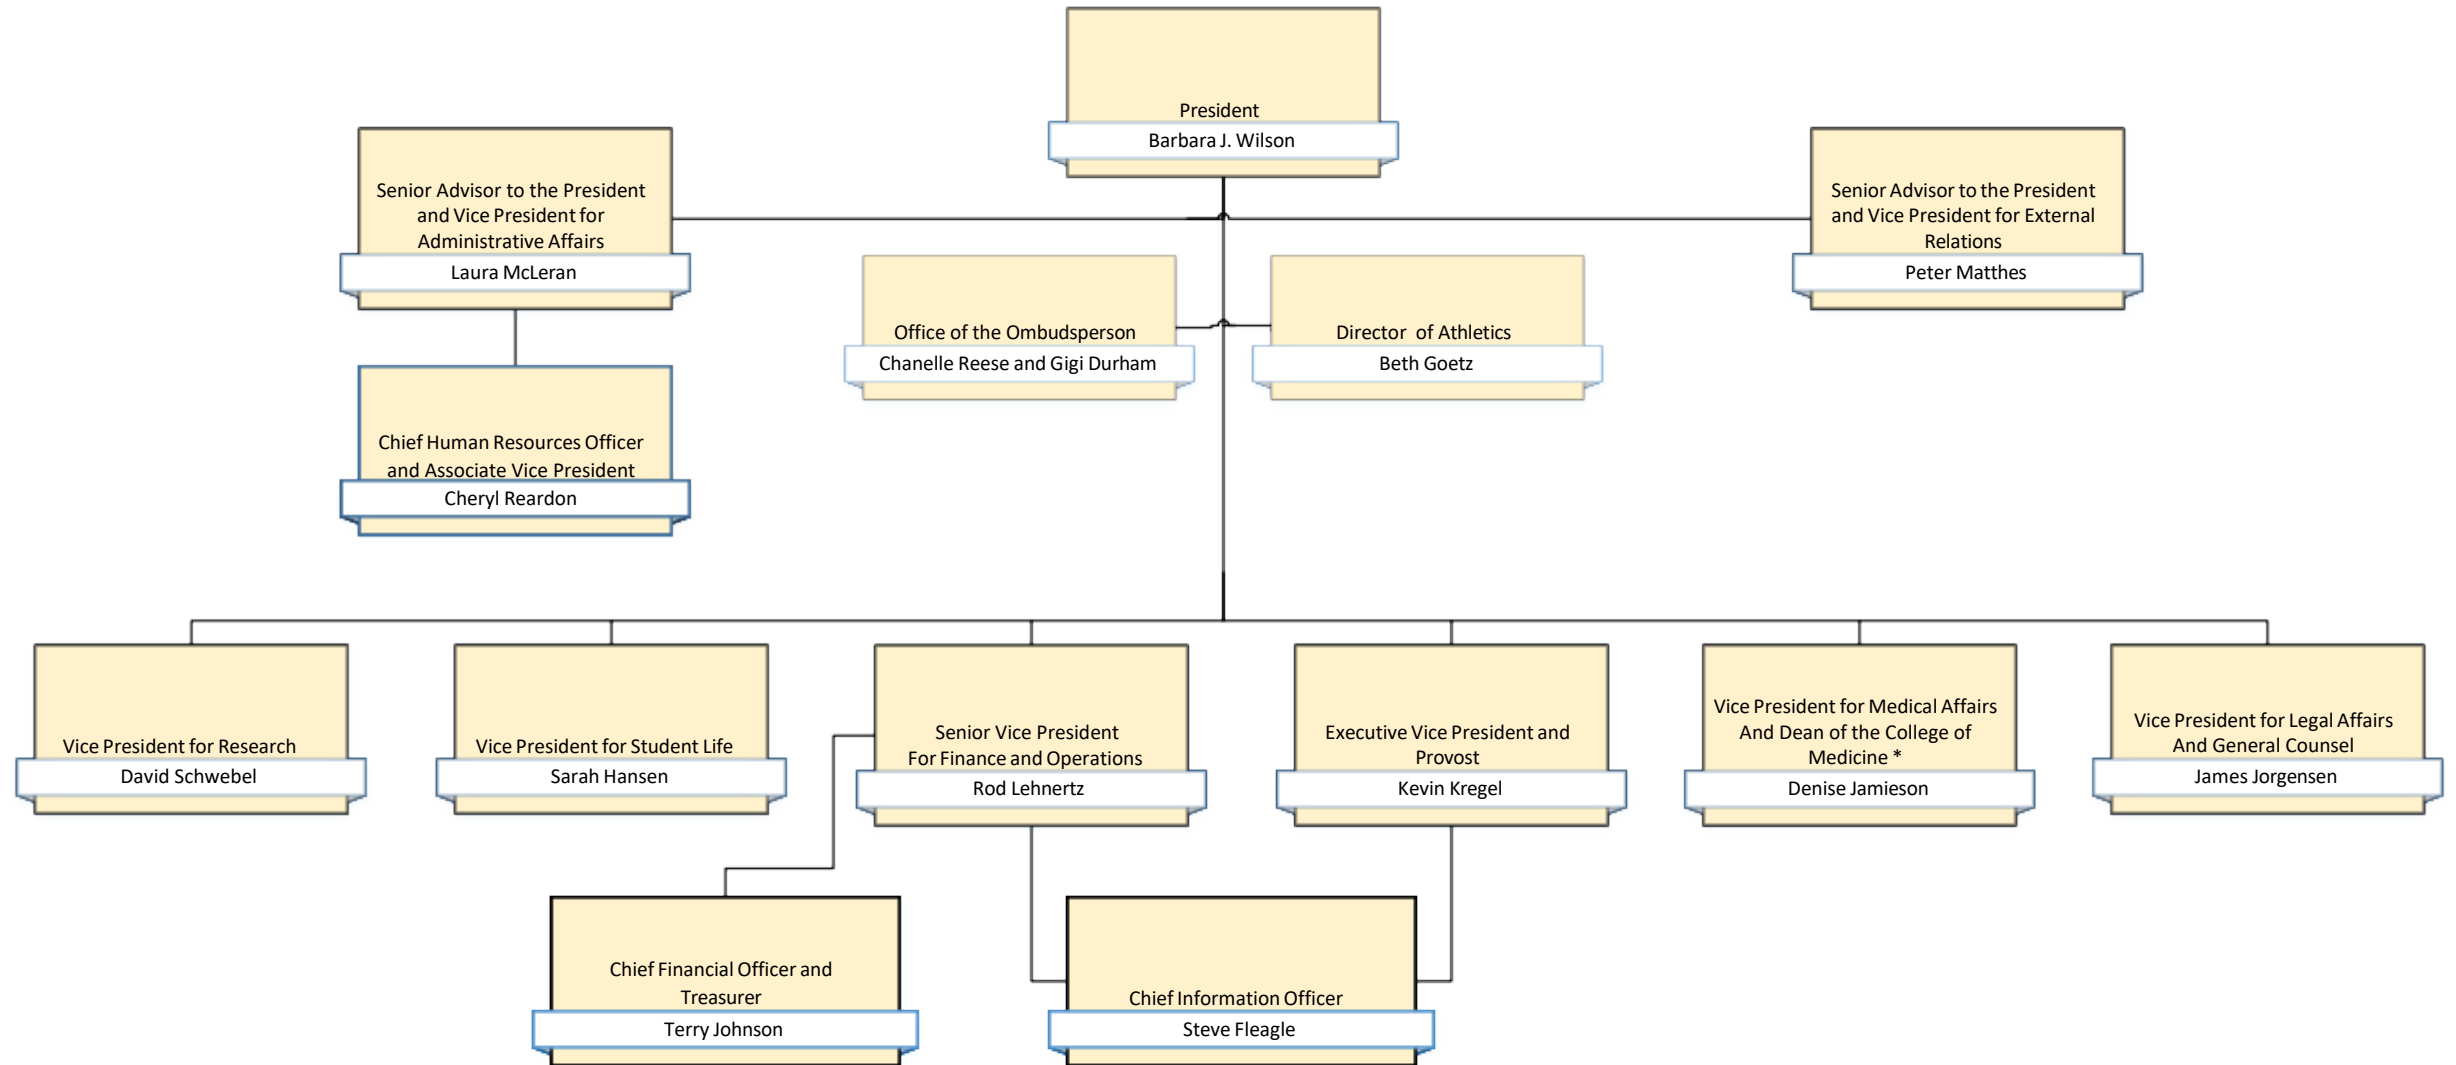 President
Barbara J. Wilson
Senior Advisor to the President
and Vice President for
Administrative Affairs
Laura McLeran
Senior Advisor to the President
and Vice President for External
Relations
Peter Matthes
Office of the Ombudsperson
Chanelle Reese and Gigi Durham
Director of Athletics
Beth Goetz
Chief Human Resources Officer
and Associate Vice President
Cheryl Reardon
Vice President for Research
David Schwebel
Vice President for Student Life
Sarah Hansen
Senior Vice President
For Finance and Operations
Rod Lehnertz
Executive Vice President and
Provost
Kevin Kregel
Vice President for Medical Affairs
And Dean of the College of
Medicine *
Denise Jamieson
Vice President for Legal Affairs
And General Counsel
James Jorgensen
Chief Financial Officer and
Treasurer
Terry Johnson
Chief Information Officer
Steve Fleagle